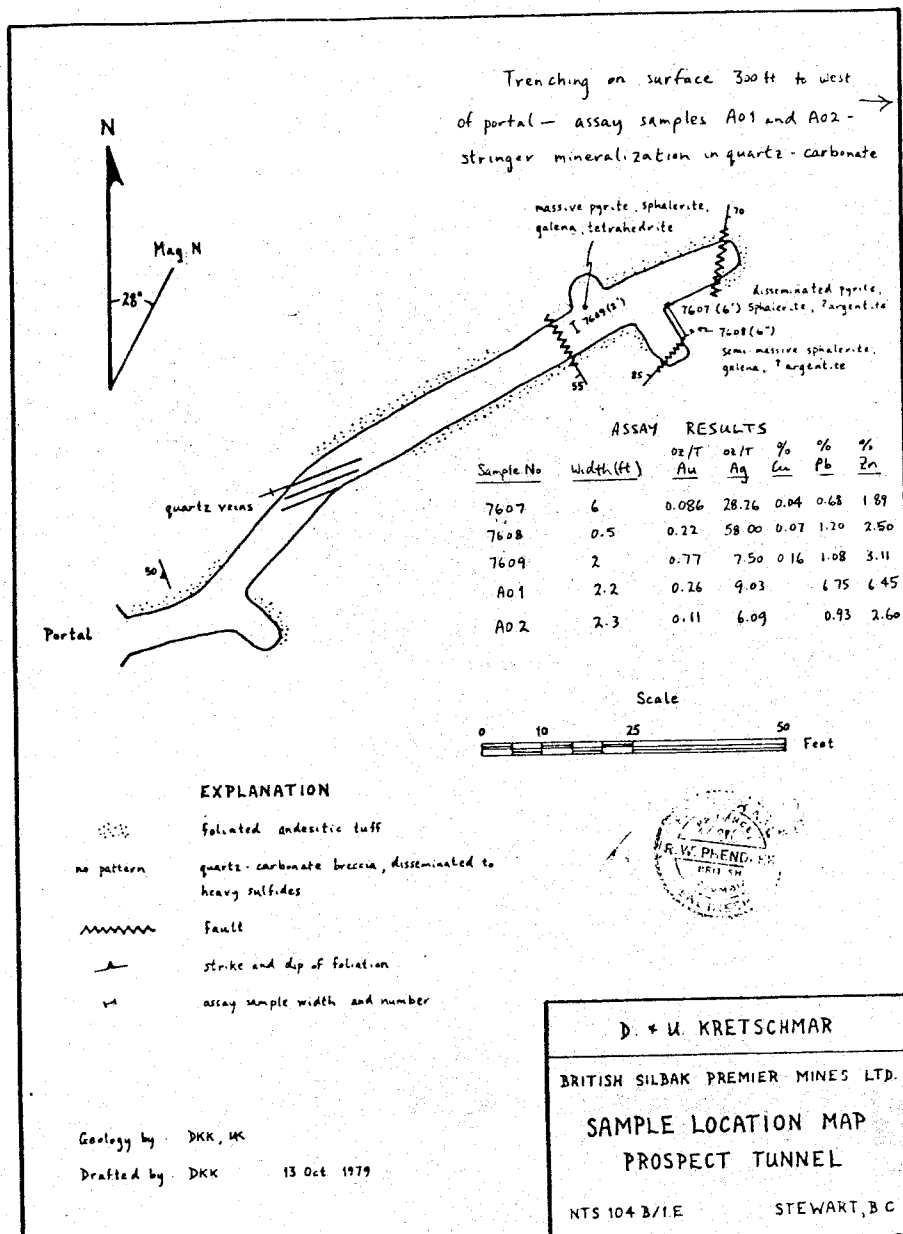 Trenching on surface 300 ft to west
of portal — assay samples A01 and A02 -
stringer mineralization in quartz - carbonate
N
Mag. N
28°
massive pyrite, sphalerite,
galena, tetrahedrite
70
disseminated pyrite,
7607 (6') Sphalerite, ?argentite
7609 (2')
7608 (6")
semi-massive sphalerite,
galena, ? argentite
55
85
quartz veins
50
Portal
ASSAY RESULTS
oz/T oz/T % % %
Sample No Width (ft) Au Ag Cu Pb Zn
7607 6 0.086 28.26 0.04 0.68 1.89
7608 0.5 0.22 58.00 0.07 1.20 2.50
7609 2 0.77 7.50 0.16 1.08 3.11
A01 2.2 0.26 9.03 6.75 6.45
A02 2.3 0.11 6.09 0.93 2.60
Scale
0 10 25 50
Feet
EXPLANATION
foliated andesitic tuff
no pattern quartz - carbonate breccia, disseminated to
heavy sulfides
fault
strike and dip of foliation
assay sample width and number
R.W. PHENDLER
BRITISH
D. & U. KRETSCHMAR
BRITISH SILBAK PREMIER MINES LTD.
SAMPLE LOCATION MAP
PROSPECT TUNNEL
NTS 104 B/1E STEWART, B C
Geology by DKK, UK
Drafted by DKK 13 Oct 1979